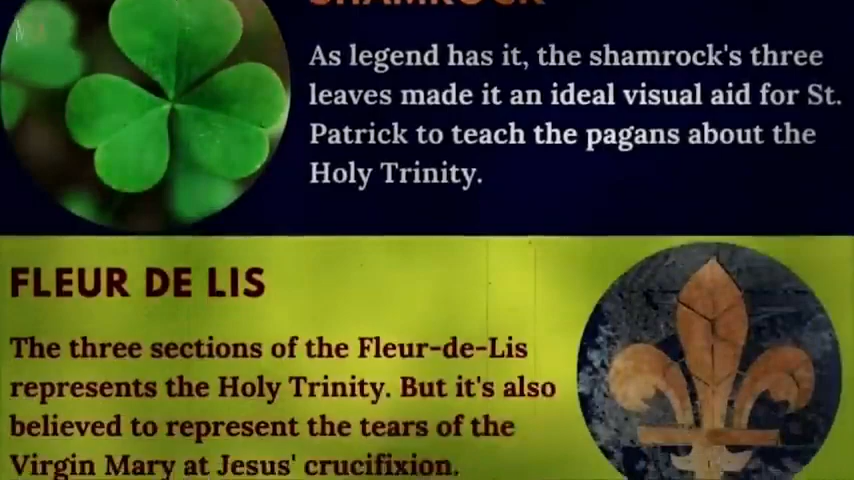 SHAMROCK
As legend has it, the shamrock's three
leaves made it an ideal visual aid for St.
Patrick to teach the pagans about the
Holy Trinity.
FLEUR DE LIS
The three sections of the Fleur-de-Lis
represents the Holy Trinity. But it's also
believed to represent the tears of the
Virgin Mary at Jesus' crucifixion.